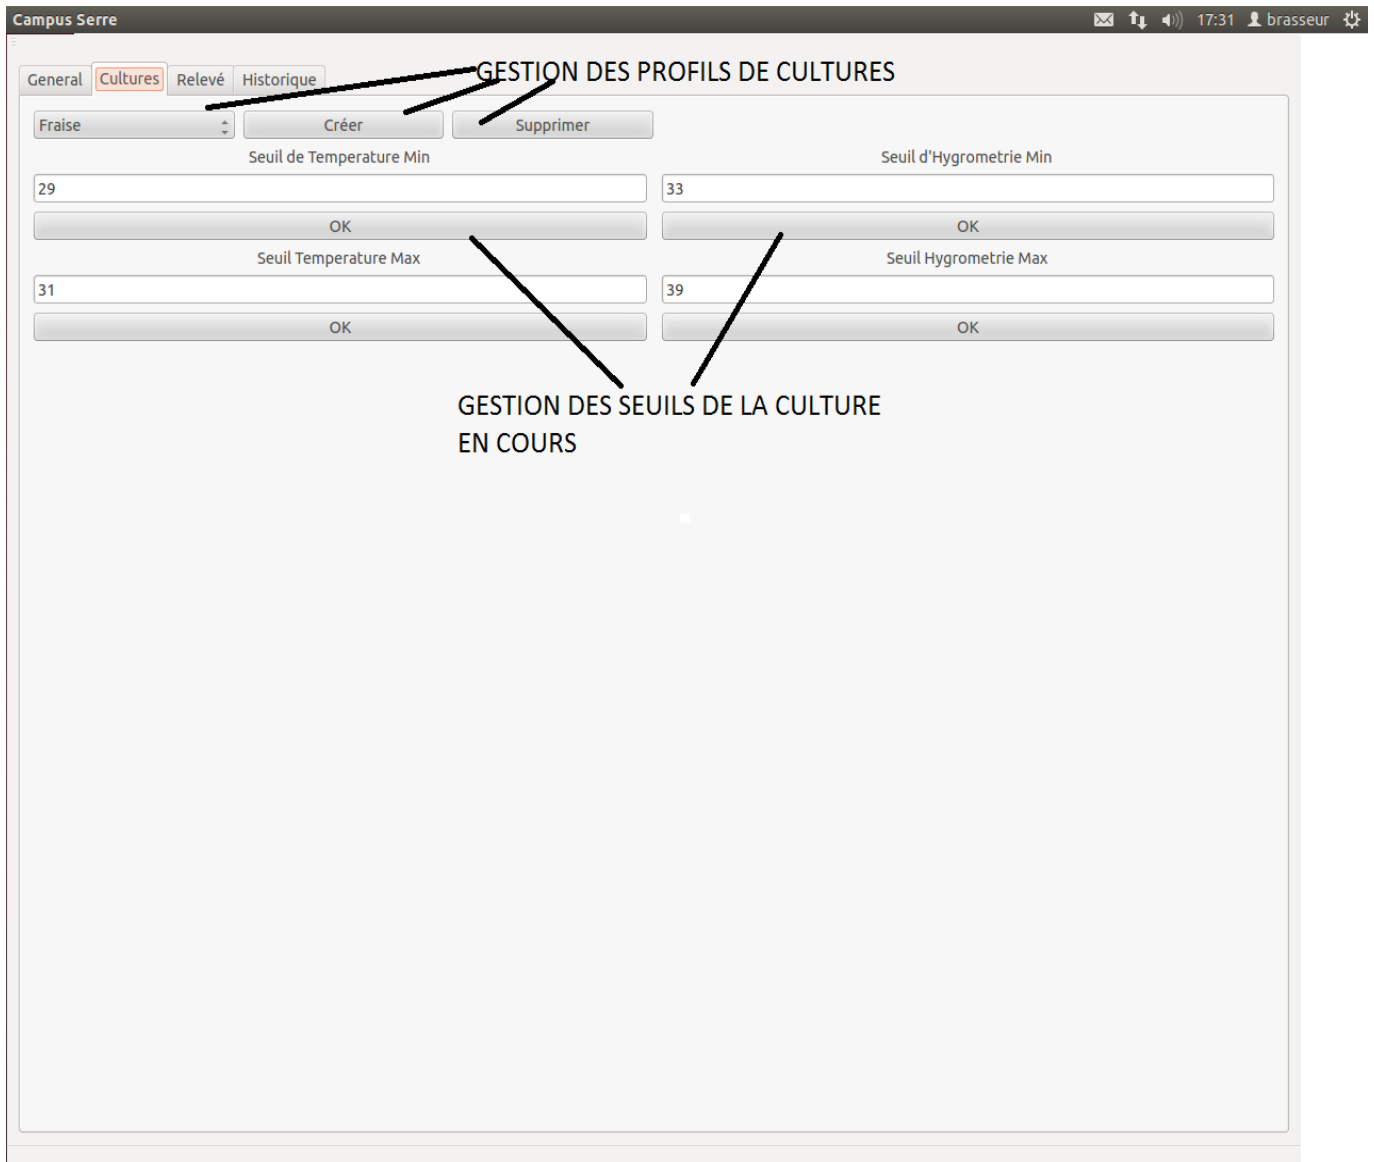 Campus Serre
17:31 brasseur
General Cultures Relevé Historique
GESTION DES PROFILS DE CULTURES
Fraise Créer Supprimer
Seuil de Temperature Min Seuil d'Hygrometrie Min
29 33
OK OK
Seuil Temperature Max Seuil Hygrometrie Max
31 39
OK OK
GESTION DES SEUILS DE LA CULTURE
EN COURS